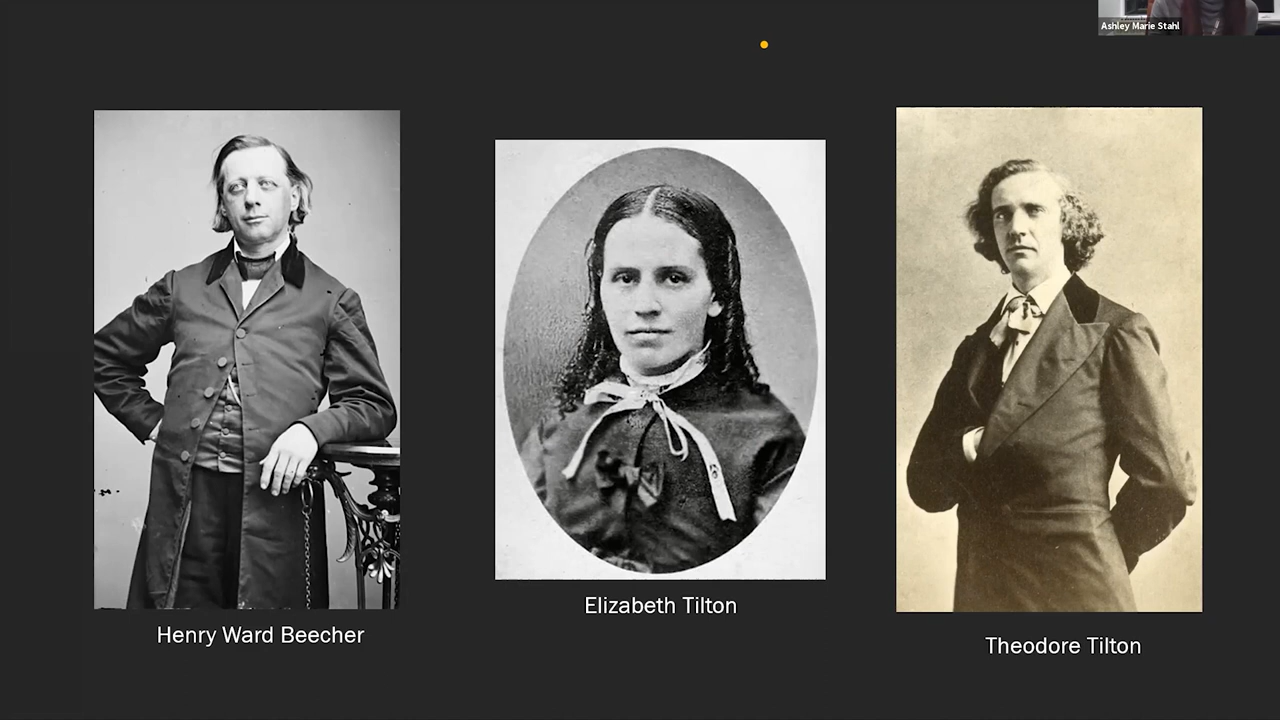 Ashley Marie Stahl
Henry Ward Beecher
Elizabeth Tilton
Theodore Tilton